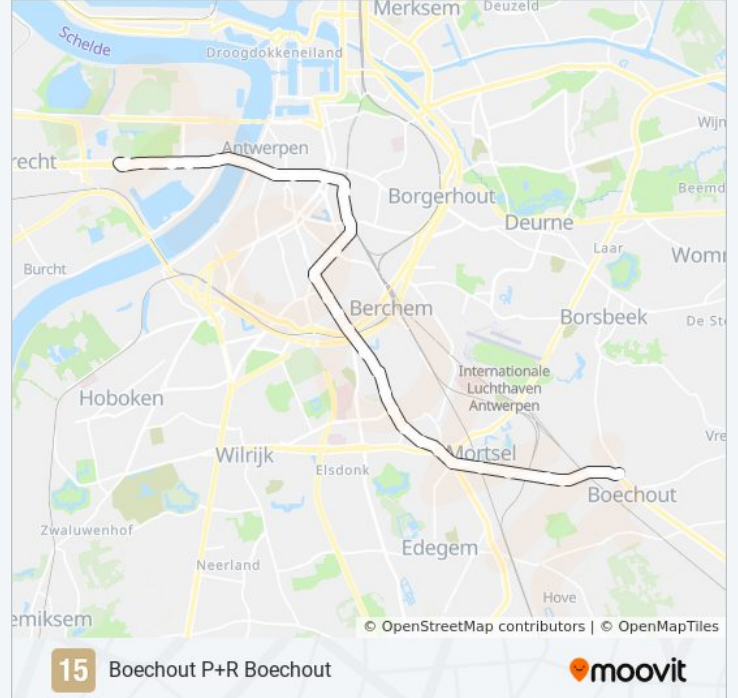 Merksem
Deuzeld
Schelde
Droogdokkeneiland
Wijn
Antwerpen
recht
Borgerhout
Beemd
Deurne
Laar
Womm
Burcht
Berchem
Borsbeek
De Ste
Internationale
Luchthaven
Antwerpen
Hoboken
Vre
Wilrijk
Mortsel
Elsdonk
Boechout
Zwaluwenhof
Edegem
Neerland
Hove
emiksem
© OpenStreetMap contributors | © OpenMapTiles
15 Boechout P+R Boechout
moovit